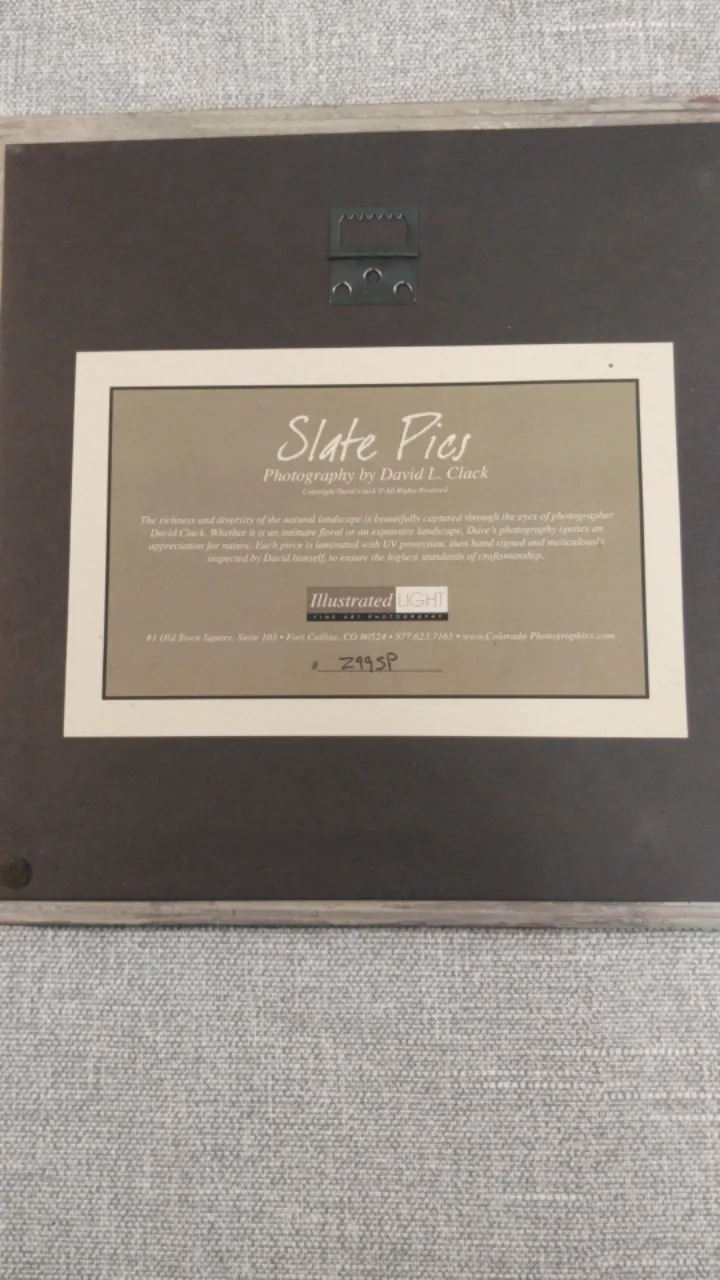 Slate Pics
Photography by David L. Clack
Copyright David Clack © All Rights Reserved
The richness and diversity of the natural landscape is beautifully captured through the eyes of photographer
David Clack. Whether it is an intimate floral or an expansive landscape, Dave's photography ignites an
appreciation for nature. Each piece is laminated with UV protection, then hand signed and meticulously
inspected by David himself, to ensure the highest standards of craftsmanship.
Illustrated LIGHT
FINE ART PHOTOGRAPHY
#1 Old Town Square, Suite 103 • Fort Collins, CO 80524 • 877.623.7165 • www.Colorado Photographics.com
# Z99SP